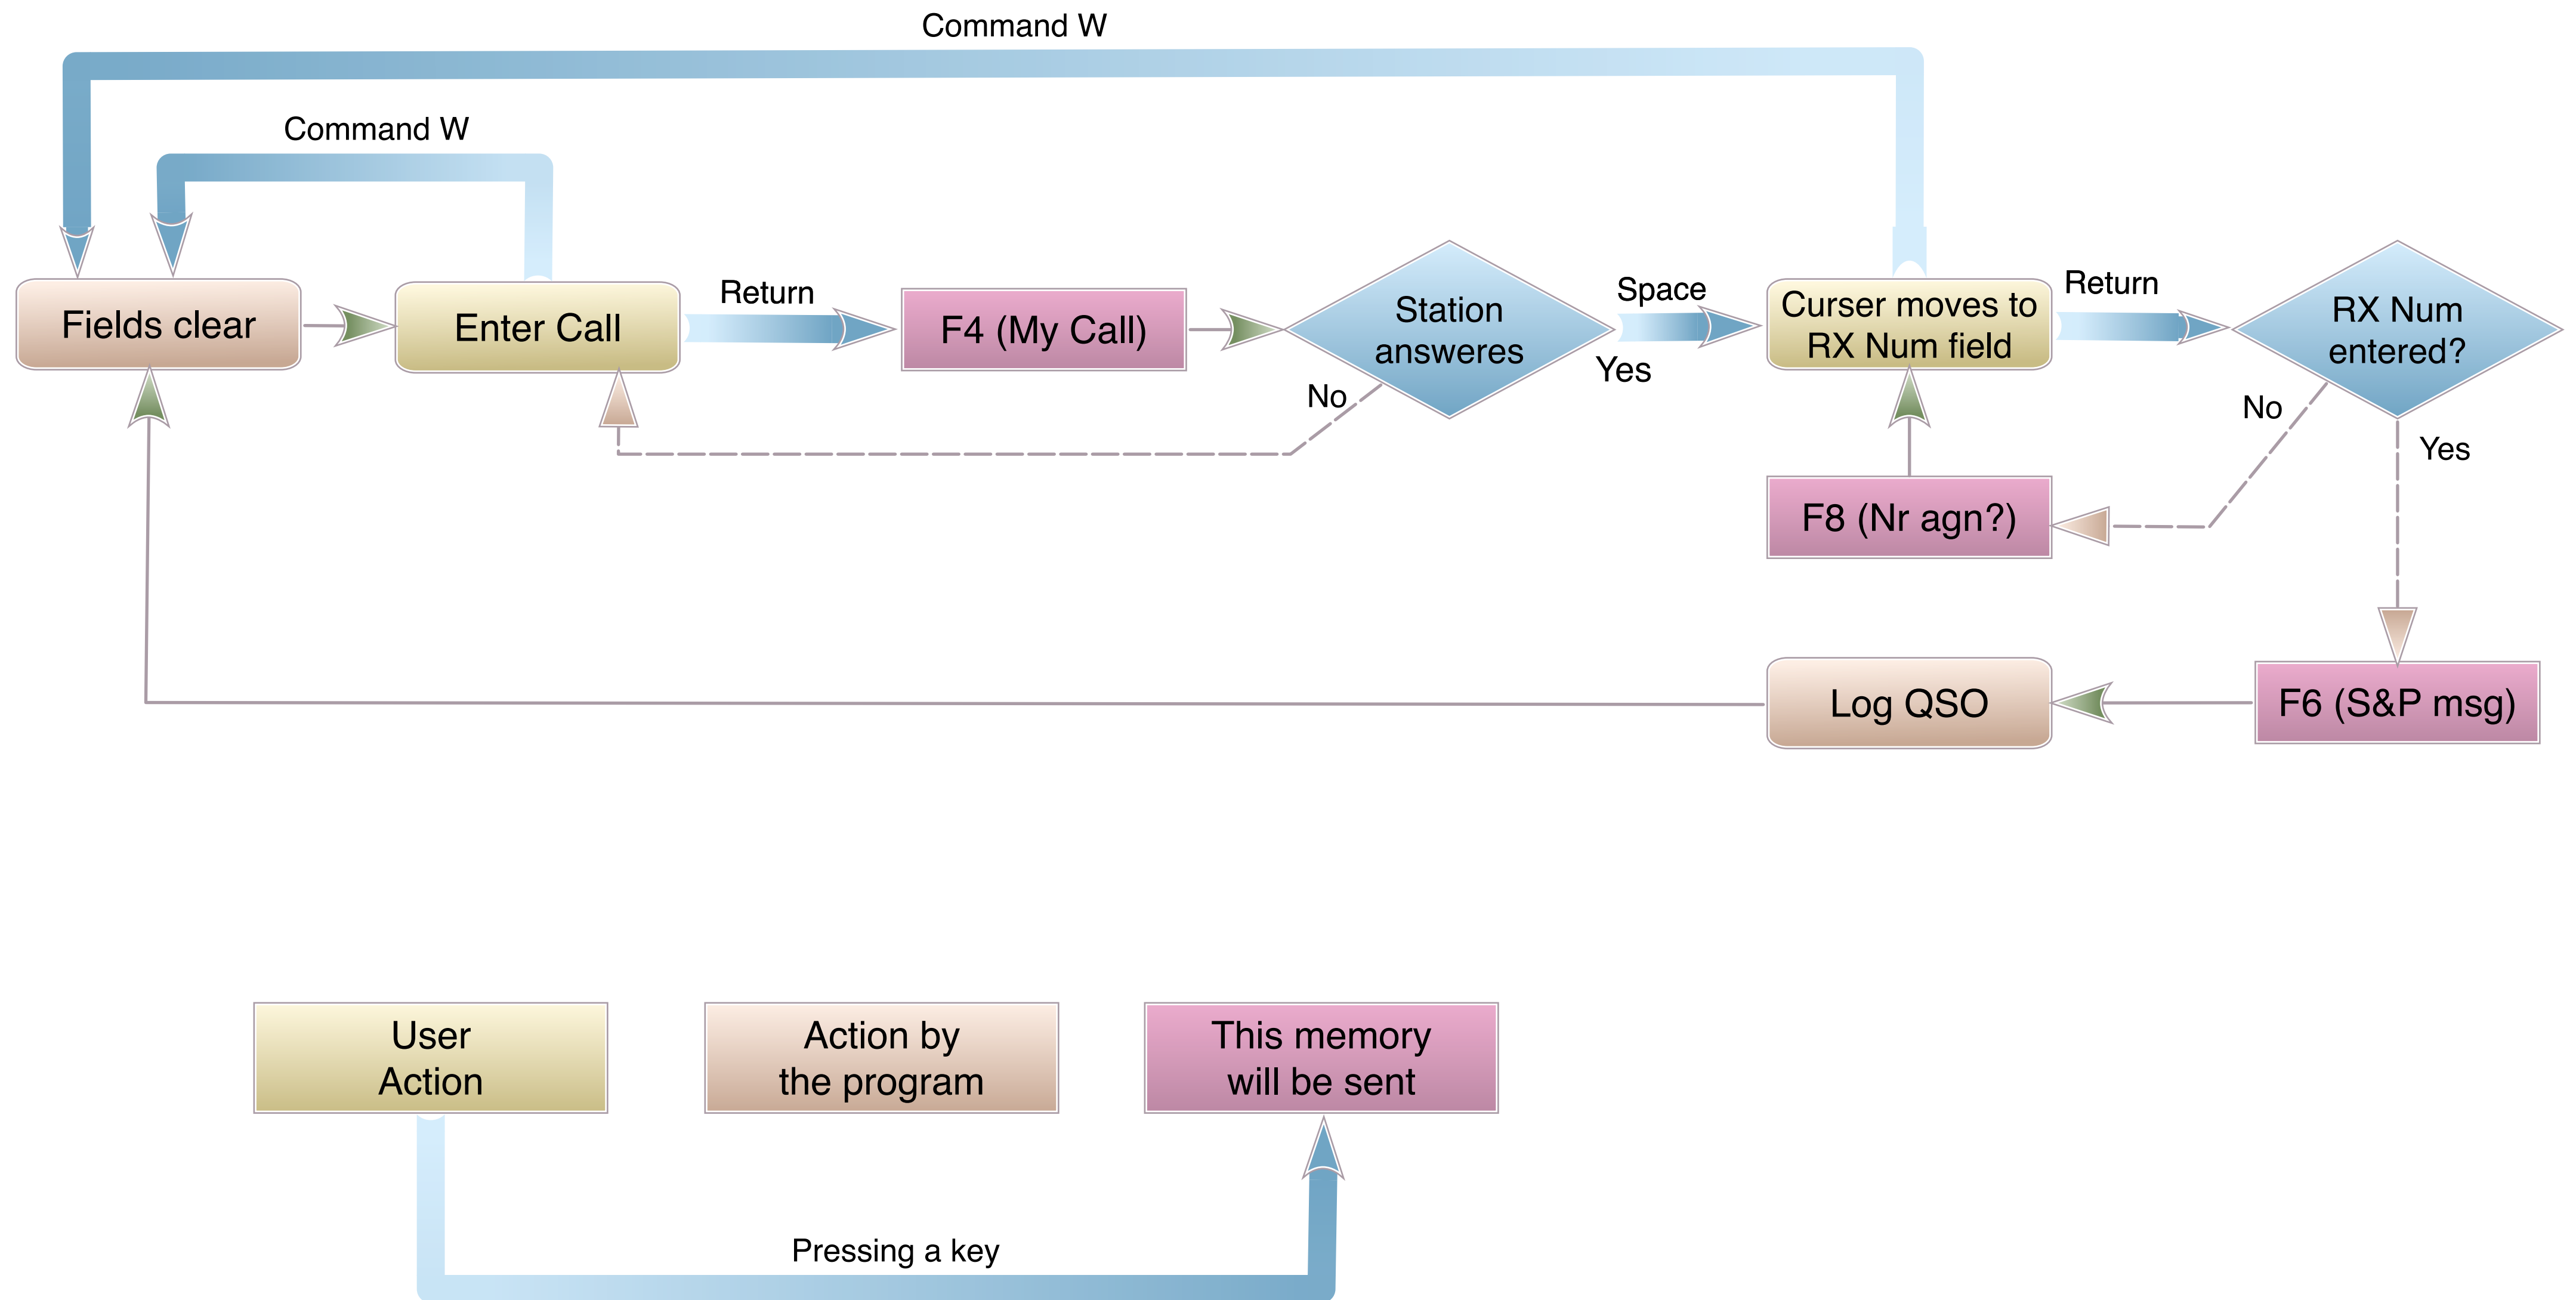 Command W
Command W
Fields clear
Enter Call
Return
F4 (My Call)
Station
answeres
Space
Yes
No
Curser moves to
RX Num field
Return
RX Num
entered?
No
Yes
F8 (Nr agn?)
Log QSO
F6 (S&P msg)
User
Action
Action by
the program
This memory
will be sent
Pressing a key